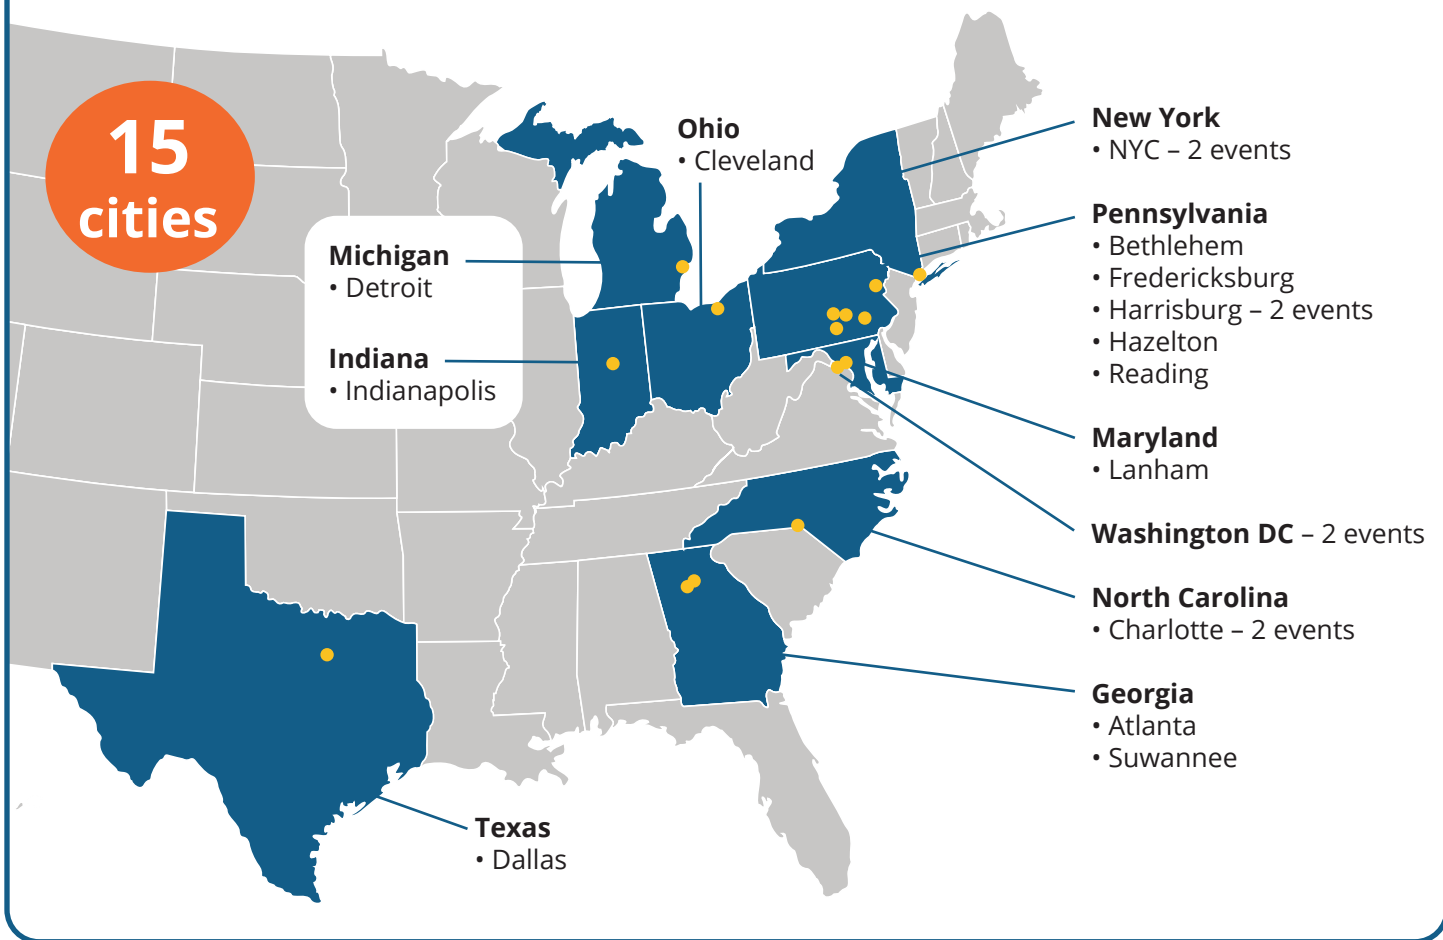 15
cities
Michigan
• Detroit
Indiana
• Indianapolis
Ohio
• Cleveland
New York
• NYC – 2 events
Pennsylvania
• Bethlehem
• Fredericksburg
• Harrisburg – 2 events
• Hazelton
• Reading
Maryland
• Lanham
Washington DC – 2 events
North Carolina
• Charlotte – 2 events
Georgia
• Atlanta
• Suwannee
Texas
• Dallas